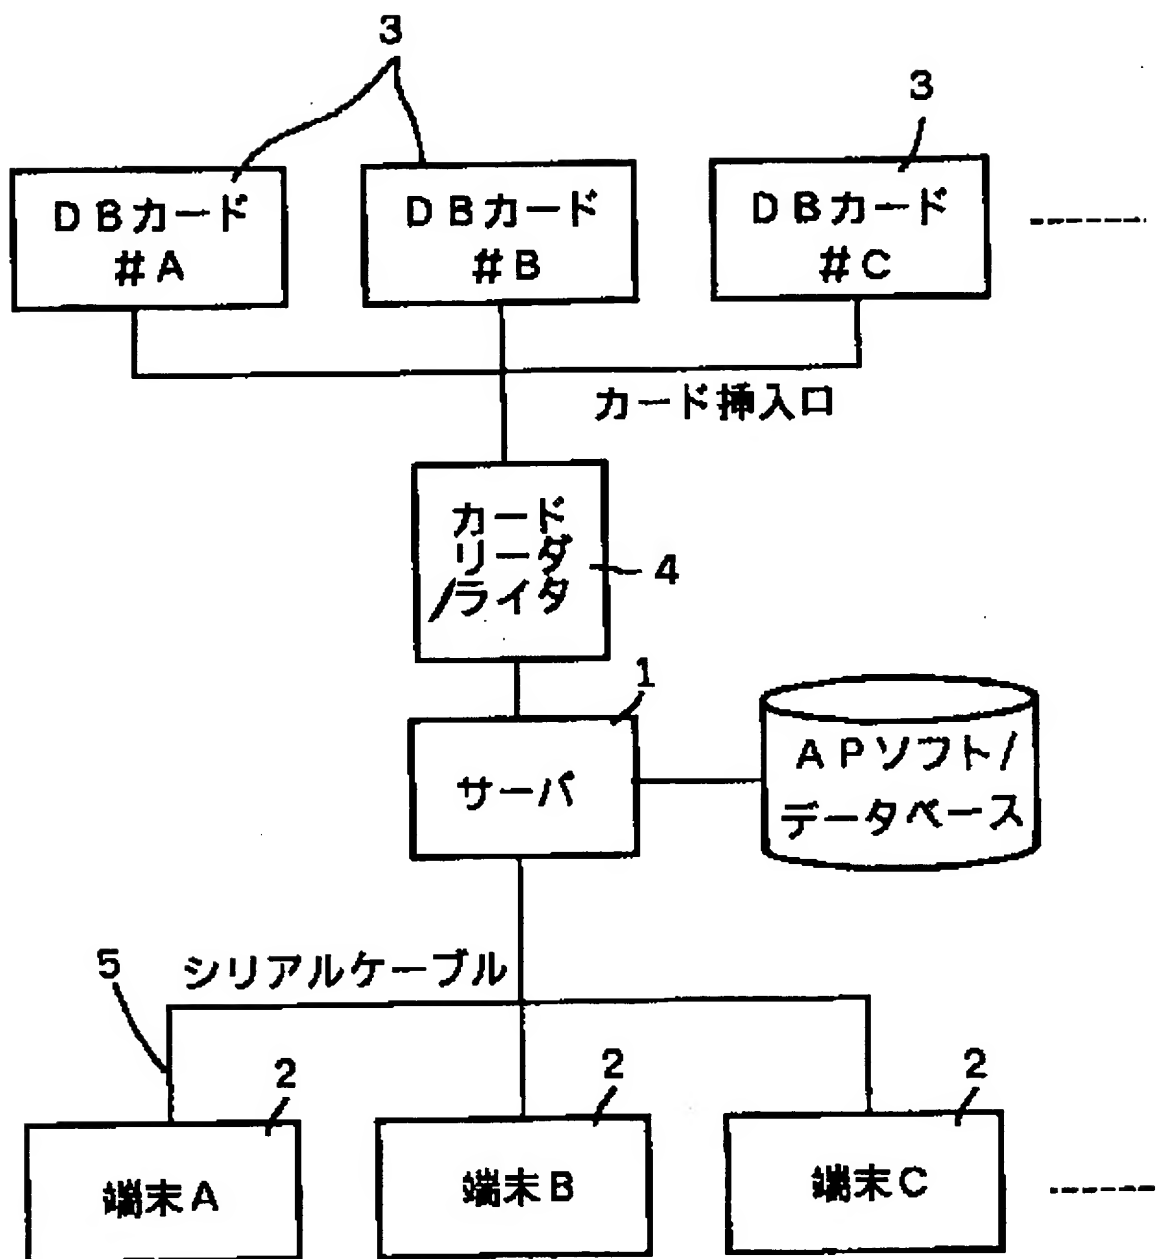 3
3
DBカード
#A
DBカード
#B
DBカード
#C
カード挿入口
カード
リーダ
/ライタ
4
1
サーバ
APソフト/
データベース
5
シリアルケーブル
2
2
2
端末A
端末B
端末C